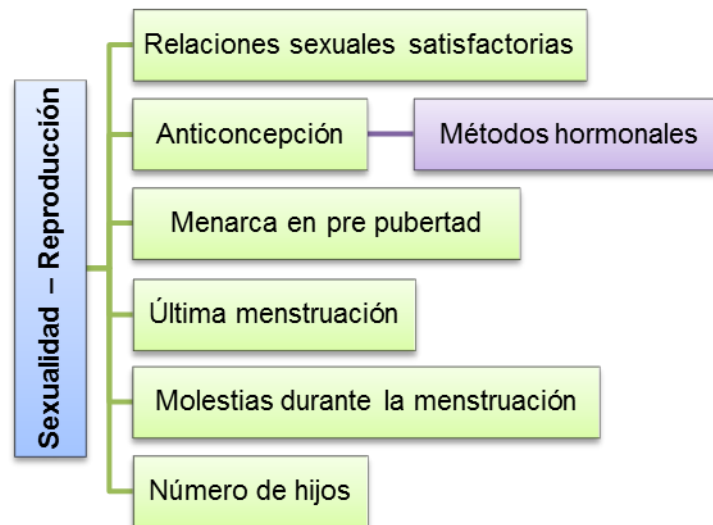 Sexualidad – Reproducción
Relaciones sexuales satisfactorias
Anticoncepción
Métodos hormonales
Menarca en pre pubertad
Última menstruación
Molestias durante la menstruación
Número de hijos